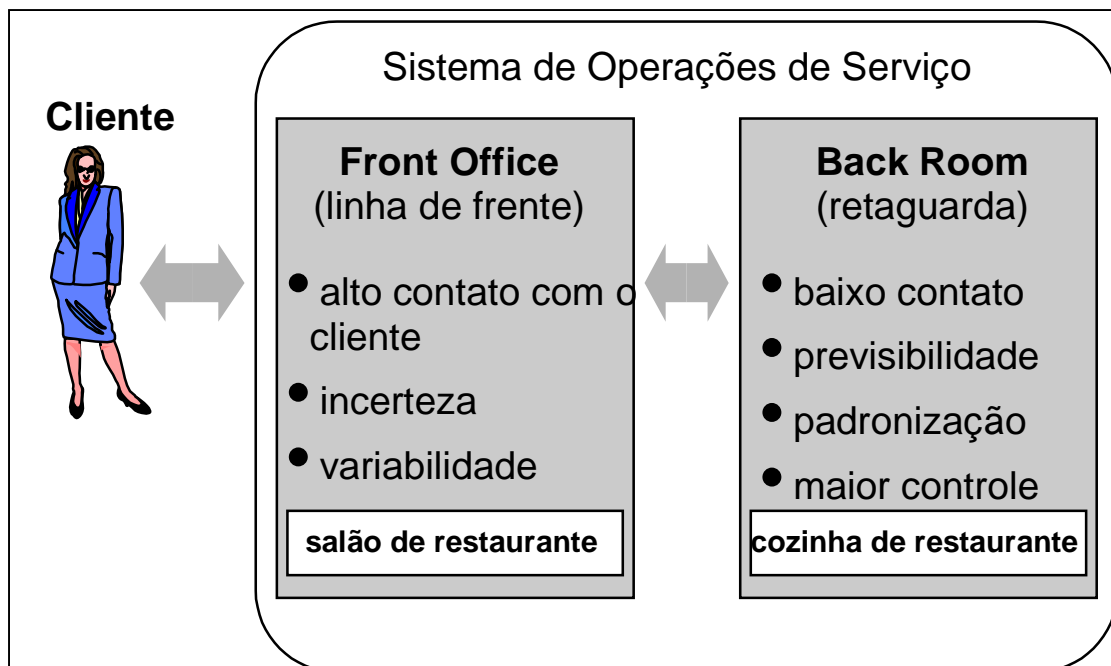 Sistema de Operações de Serviço
Cliente
Front Office
(linha de frente)
• alto contato com o
cliente
• incerteza
• variabilidade
salão de restaurante
Back Room
(retaguarda)
• baixo contato
• previsibilidade
• padronização
• maior controle
cozinha de restaurante